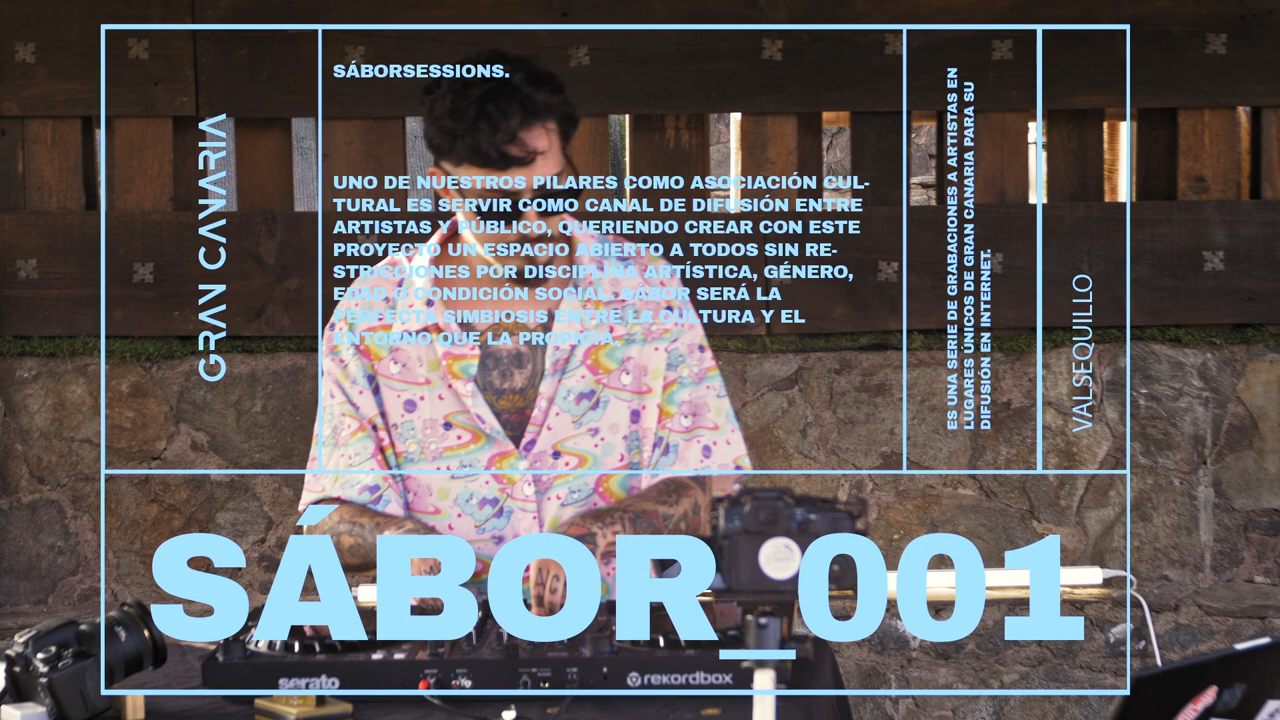 SÁBORSESSIONS.
GRAN CANARIA
UNO DE NUESTROS PILARES COMO ASOCIACIÓN CUL-
TURAL ES SERVIR COMO CANAL DE DIFUSIÓN ENTRE
ARTISTAS Y PÚBLICO, QUERIENDO CREAR CON ESTE
PROYECTO UN ESPACIO ABIERTO A TODOS SIN RE-
STRICCIONES POR DISCIPLINA ARTÍSTICA, GÉNERO,
EDAD O CONDICIÓN SOCIAL. SÁBOR SERÁ LA
PERFECTA SIMBIOSIS ENTRE LA CULTURA Y EL
ENTORNO QUE LA PROPICIA.
ES UNA SERIE DE GRABACIONES A ARTISTAS EN
LUGARES ÚNICOS DE GRAN CANARIA PARA SU
DIFUSIÓN EN INTERNET.
VALSEQUILLO
SÁBOR_001
serato
rekordbox